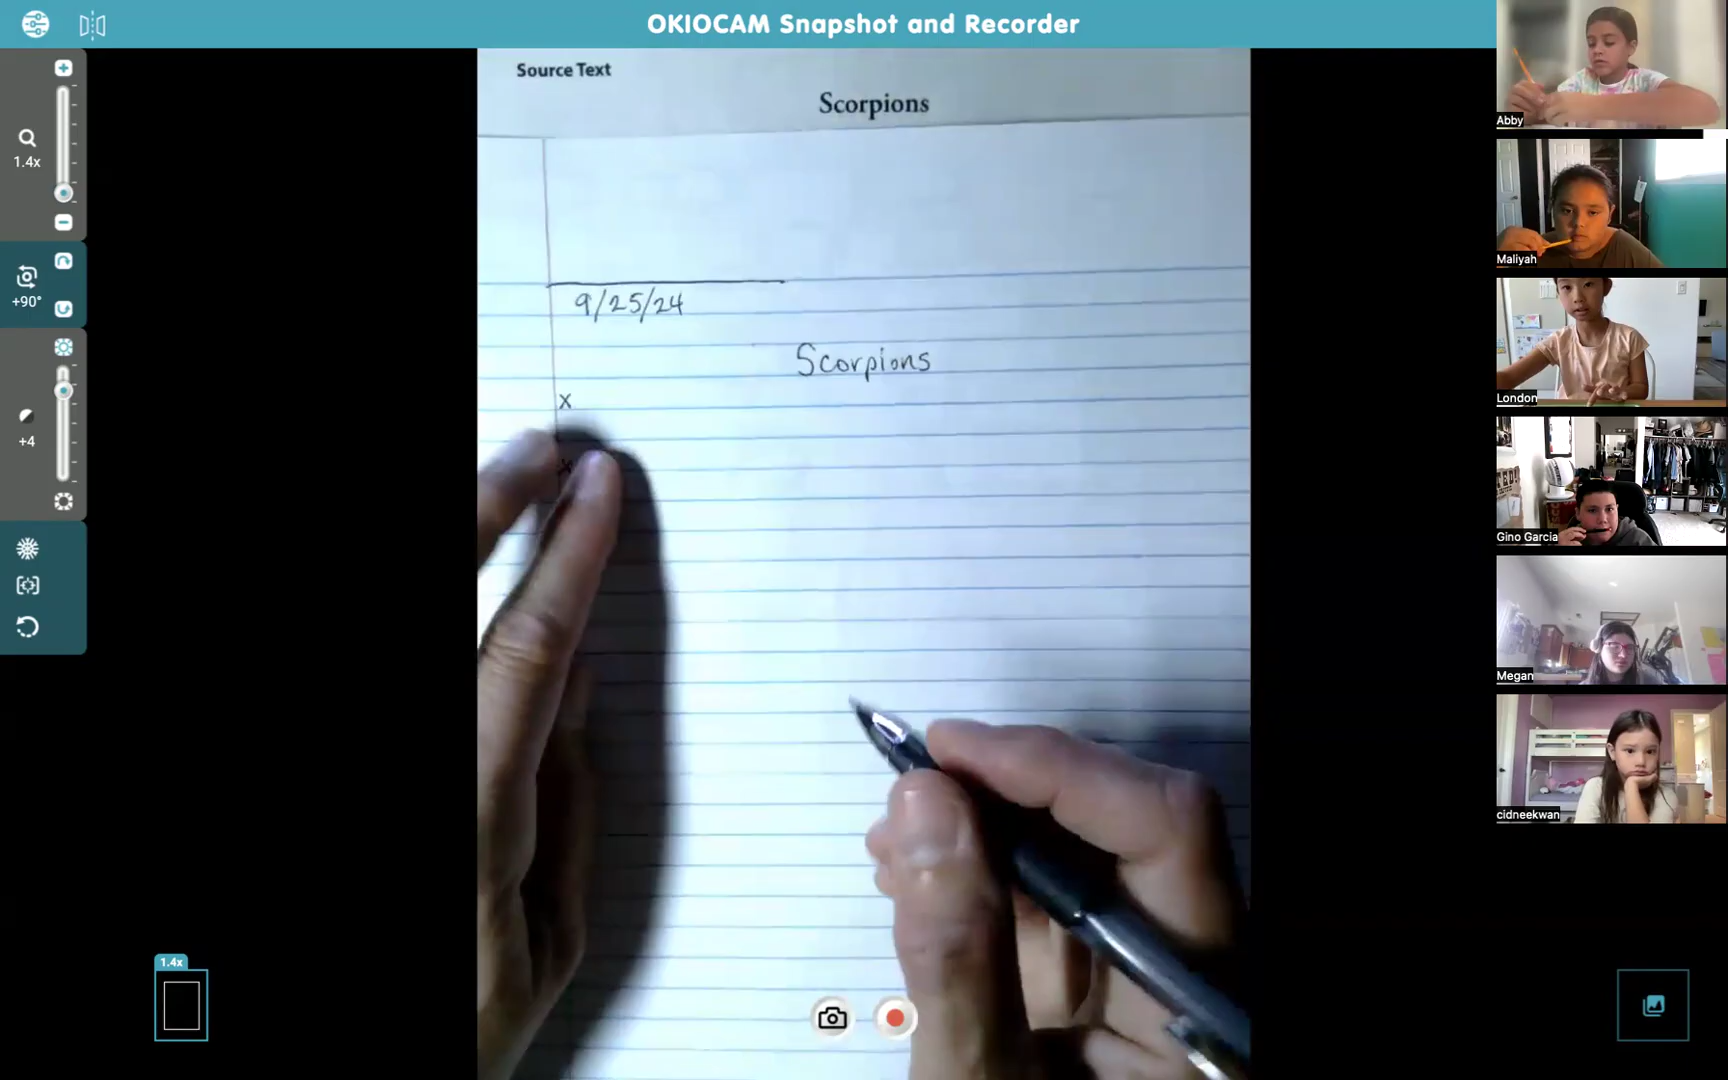 OKIOCAM Snapshot and Recorder
1.4x
+90°
+4
1.4x
Source Text
Scorpions
9/25/24
Scorpions
x
x
Abby
Maliyah
London
Gino Garcia
Megan
cidneekwan